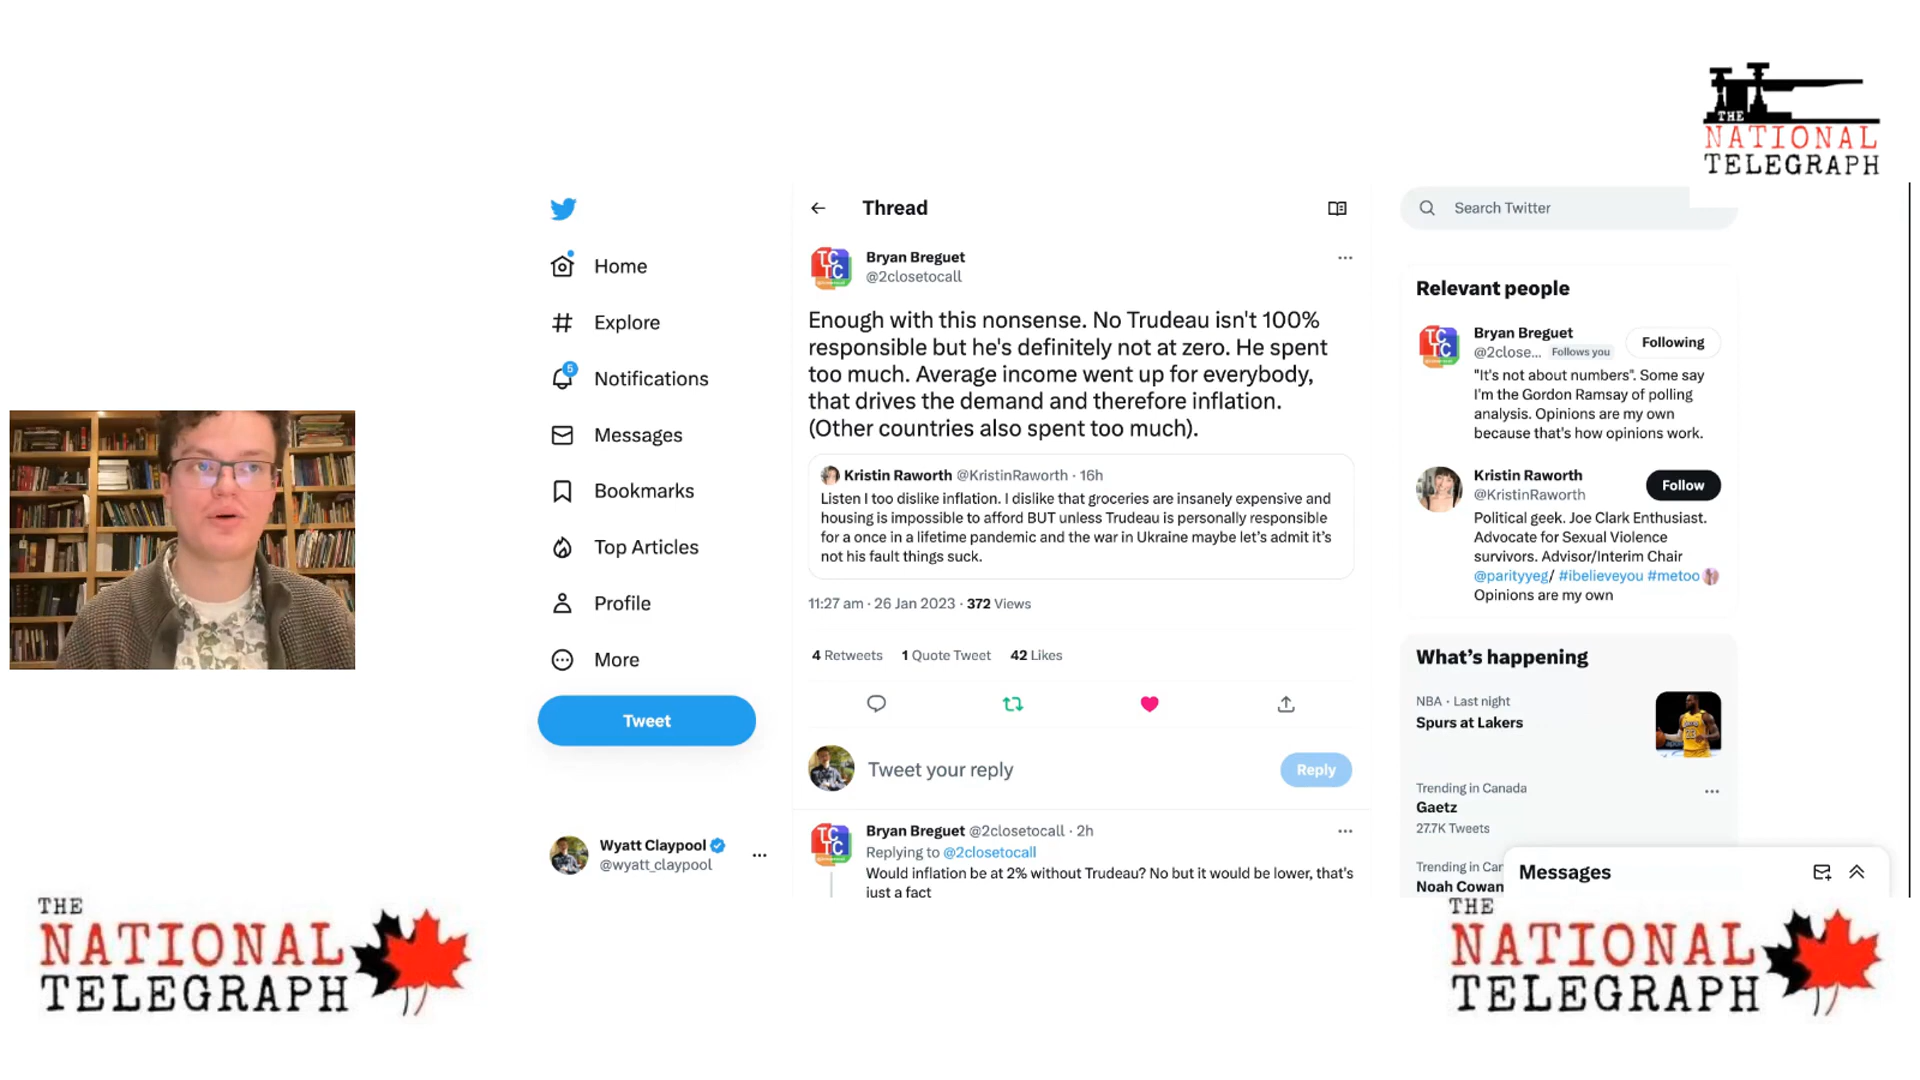 THE
NATIONAL
TELEGRAPH
Home
Explore
5
Notifications
Messages
Bookmarks
Top Articles
Profile
More
Tweet
Wyatt Claypool
@wyatt_claypool
Thread
TC
TC
Bryan Breguet
@2closetocall
Enough with this nonsense. No Trudeau isn't 100%
responsible but he's definitely not at zero. He spent
too much. Average income went up for everybody,
that drives the demand and therefore inflation.
(Other countries also spent too much).
Kristin Raworth @KristinRaworth · 16h
Listen I too dislike inflation. I dislike that groceries are insanely expensive and
housing is impossible to afford BUT unless Trudeau is personally responsible
for a once in a lifetime pandemic and the war in Ukraine maybe let's admit it's
not his fault things suck.
11:27 am · 26 Jan 2023 · 372 Views
4 Retweets 1 Quote Tweet 42 Likes
Tweet your reply
Reply
TC
TC
Bryan Breguet @2closetocall · 2h
Replying to @2closetocall
Would inflation be at 2% without Trudeau? No but it would be lower, that's
just a fact
Search Twitter
Relevant people
TC
TC
Bryan Breguet
@2close... Follows you
Following
"It's not about numbers". Some say
I'm the Gordon Ramsay of polling
analysis. Opinions are my own
because that's how opinions work.
Kristin Raworth
@KristinRaworth
Follow
Political geek. Joe Clark Enthusiast.
Advocate for Sexual Violence
survivors. Advisor/Interim Chair
@parityyeg/ #ibelieveyou #metoo
Opinions are my own
What's happening
NBA · Last night
Spurs at Lakers
Trending in Canada
Gaetz
27.7K Tweets
Trending in Car
Noah Cowan
Messages
THE
NATIONAL
TELEGRAPH
THE
NATIONAL
TELEGRAPH